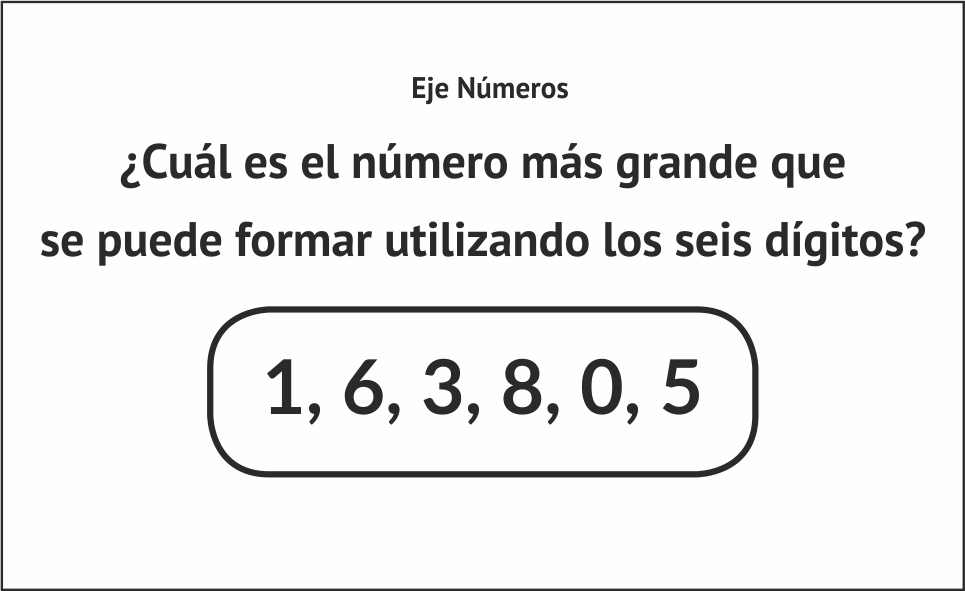 Eje Números
¿Cuál es el número más grande que
se puede formar utilizando los seis dígitos?
1, 6, 3, 8, 0, 5